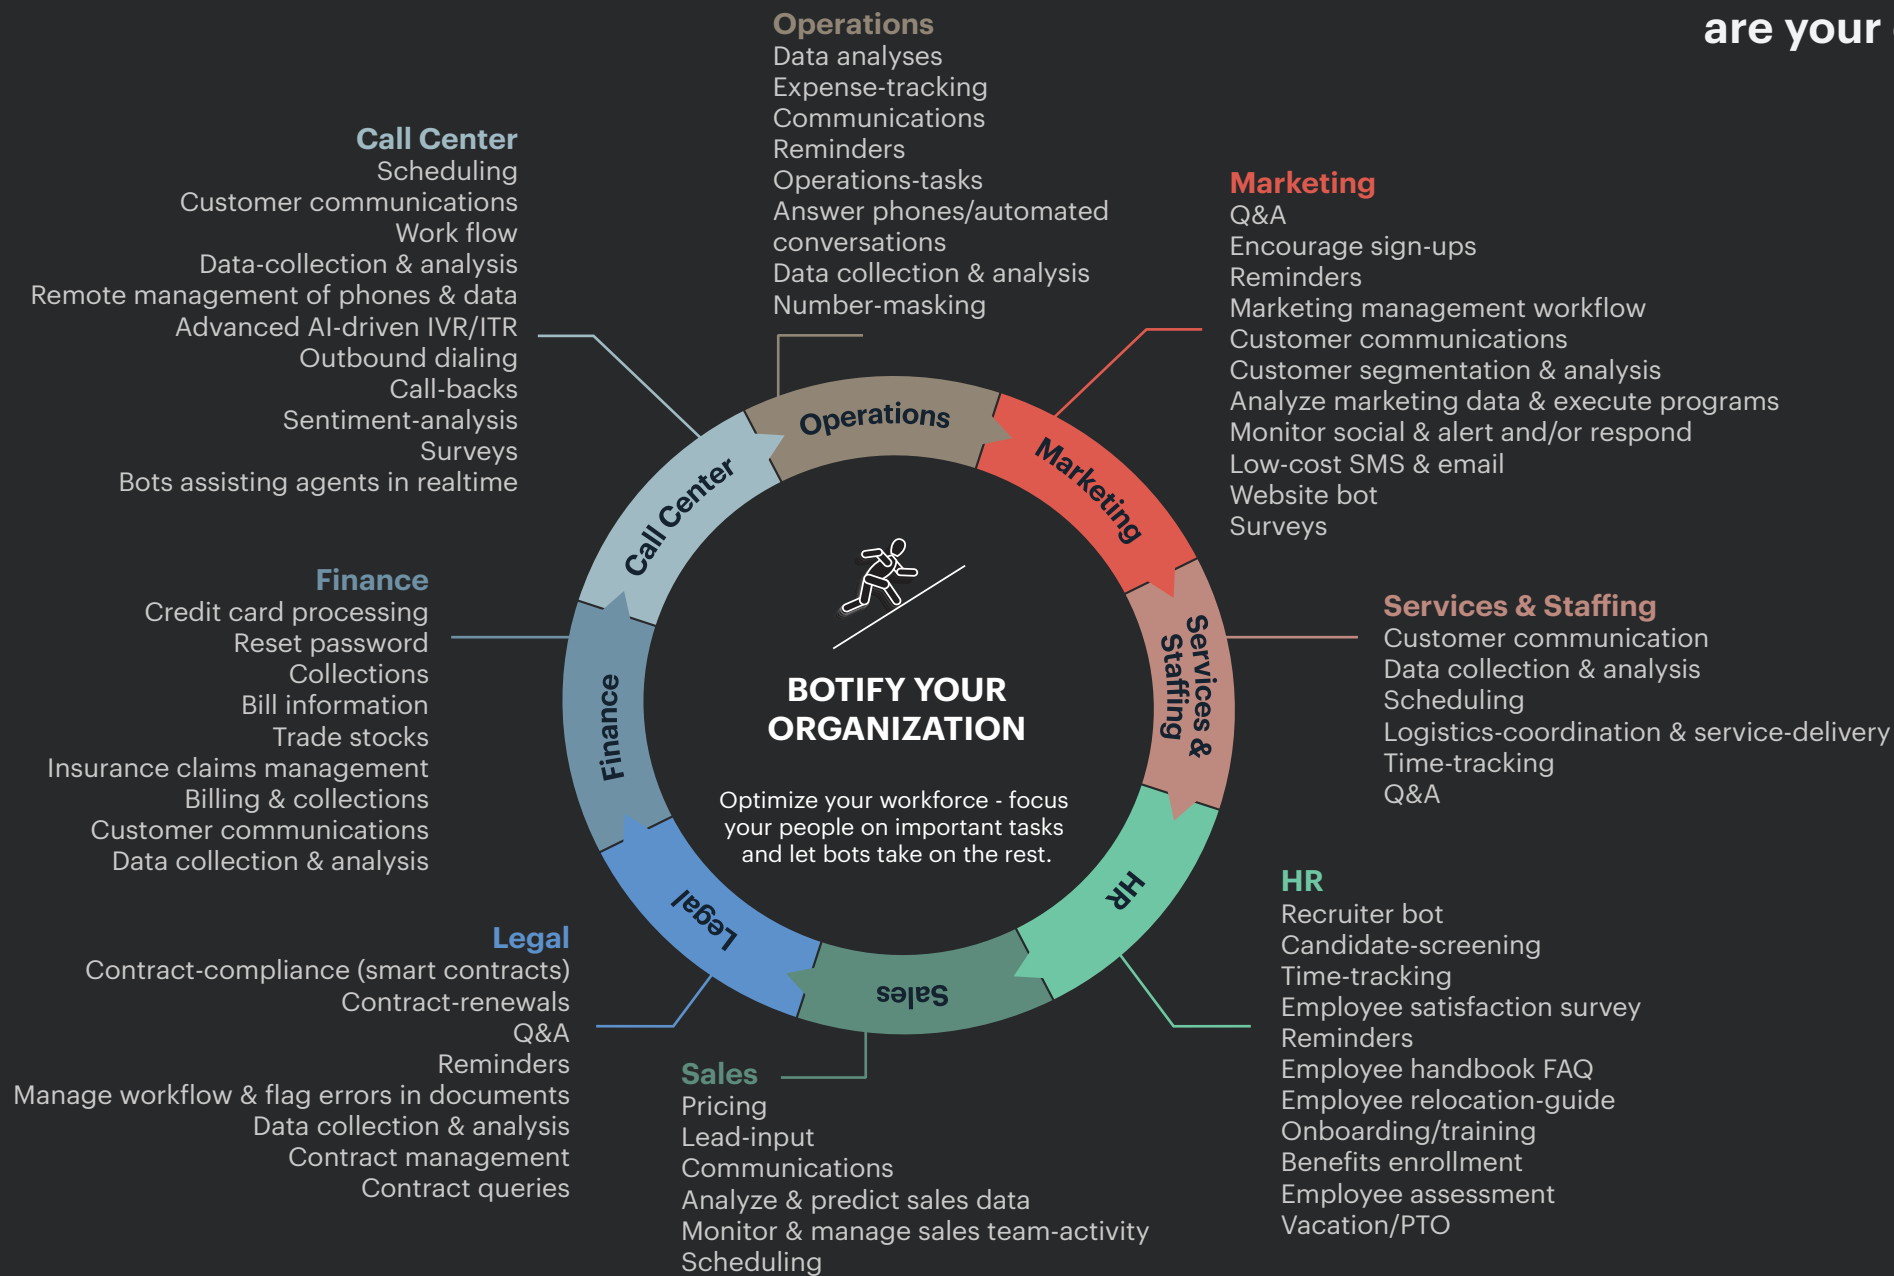 are your
Operations
Data analyses
Expense-tracking
Communications
Reminders
Operations-tasks
Answer phones/automated
conversations
Data collection & analysis
Number-masking
Call Center
Scheduling
Customer communications
Work flow
Data-collection & analysis
Remote management of phones & data
Advanced AI-driven IVR/ITR
Outbound dialing
Call-backs
Sentiment-analysis
Surveys
Bots assisting agents in realtime
Marketing
Q&A
Encourage sign-ups
Reminders
Marketing management workflow
Customer communications
Customer segmentation & analysis
Analyze marketing data & execute programs
Monitor social & alert and/or respond
Low-cost SMS & email
Website bot
Surveys
Operations
Marketing
Services &
Staffing
HR
Sales
Legal
Finance
Call Center
BOTIFY YOUR
ORGANIZATION
Optimize your workforce - focus
your people on important tasks
and let bots take on the rest.
Finance
Credit card processing
Reset password
Collections
Bill information
Trade stocks
Insurance claims management
Billing & collections
Customer communications
Data collection & analysis
Services & Staffing
Customer communication
Data collection & analysis
Scheduling
Logistics-coordination & service-delivery
Time-tracking
Q&A
Legal
Contract-compliance (smart contracts)
Contract-renewals
Q&A
Reminders
Manage workflow & flag errors in documents
Data collection & analysis
Contract management
Contract queries
Sales
Pricing
Lead-input
Communications
Analyze & predict sales data
Monitor & manage sales team-activity
Scheduling
HR
Recruiter bot
Candidate-screening
Time-tracking
Employee satisfaction survey
Reminders
Employee handbook FAQ
Employee relocation-guide
Onboarding/training
Benefits enrollment
Employee assessment
Vacation/PTO